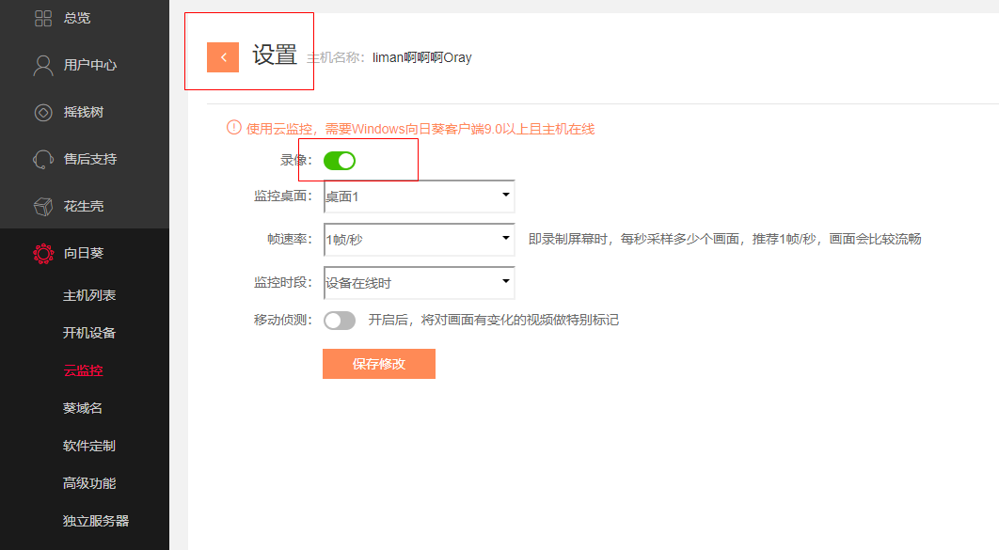 总览
用户中心
摇钱树
售后支持
花生壳
向日葵
主机列表
开机设备
云监控
葵域名
软件定制
高级功能
独立服务器
设置 主机名称： liman啊啊啊Oray
使用云监控，需要Windows向日葵客户端9.0以上且主机在线
录像：
监控桌面： 桌面1
帧速率： 1帧/秒 即录制屏幕时，每秒采样多少个画面，推荐1帧/秒，画面会比较流畅
监控时段： 设备在线时
移动侦测： 开启后，将对画面有变化的视频做特别标记
保存修改